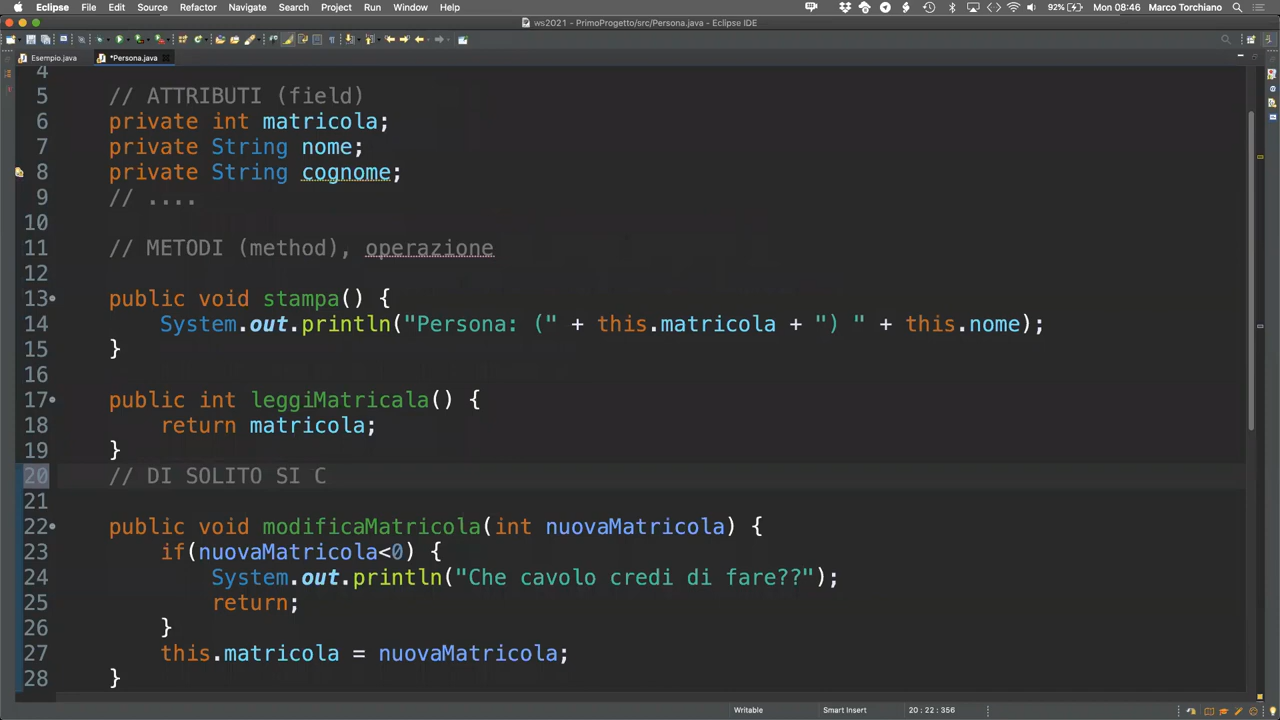 Eclipse File Edit Source Refactor Navigate Search Project Run Window Help 92% Mon 08:46 Marco Torchiano
ws2021 - PrimoProgetto/src/Persona.java - Eclipse IDE
Esempio.java *Persona.java
4
5 // ATTRIBUTI (field)
6 private int matricola;
7 private String nome;
8 private String cognome;
9 // ....
10
11 // METODI (method), operazione
12
13 public void stampa() {
14 System.out.println("Persona: (" + this.matricola + ") " + this.nome);
15 }
16
17 public int leggiMatricala() {
18 return matricola;
19 }
20 // DI SOLITO SI C
21
22 public void modificaMatricola(int nuovaMatricola) {
23 if(nuovaMatricola<0) {
24 System.out.println("Che cavolo credi di fare??");
25 return;
26 }
27 this.matricola = nuovaMatricola;
28 }
Writable Smart Insert 20 : 22 : 356